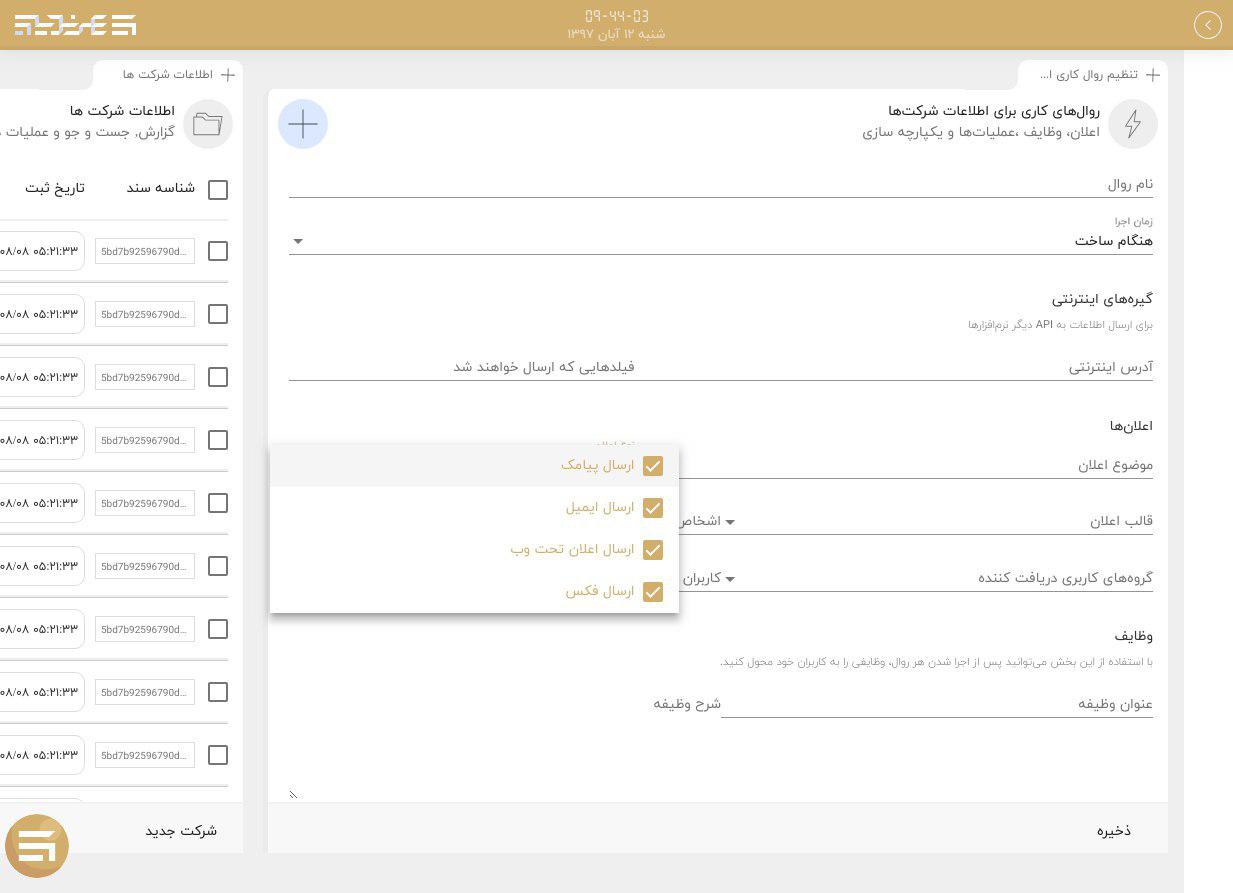 09-44-03
شنبه ۱۲ آبان ۱۳۹۷
تنظیم روال کاری ا...
روال‌های کاری برای اطلاعات شرکت‌ها
اعلان، وظایف ،عملیات‌ها و یکپارچه سازی
نام روال
زمان اجرا
هنگام ساخت
گیره‌های اینترنتی
برای ارسال اطلاعات به API دیگر نرم‌افزارها
آدرس اینترنتی
فیلدهایی که ارسال خواهند شد
اعلان‌ها
موضوع اعلان
ارسال پیامک
ارسال ایمیل
ارسال اعلان تحت وب
ارسال فکس
قالب اعلان
اشخاص
گروه‌های کاربری دریافت کننده
کاربران
وظایف
با استفاده از این بخش می‌توانید پس از اجرا شدن هر روال، وظایفی را به کاربران خود محول کنید.
عنوان وظیفه
شرح وظیفه
ذخیره
اطلاعات شرکت ها
اطلاعات شرکت ها
گزارش، جست و جو و عملیات
شناسه سند تاریخ ثبت
5bd7b92596790d... ۰۸/۰۸ ۰۵:۲۱:۳۳
5bd7b92596790d... ۰۸/۰۸ ۰۵:۲۱:۳۳
5bd7b92596790d... ۰۸/۰۸ ۰۵:۲۱:۳۳
5bd7b92596790d... ۰۸/۰۸ ۰۵:۲۱:۳۳
5bd7b92596790d... ۰۸/۰۸ ۰۵:۲۱:۳۳
5bd7b92596790d... ۰۸/۰۸ ۰۵:۲۱:۳۳
5bd7b92596790d... ۰۸/۰۸ ۰۵:۲۱:۳۳
5bd7b92596790d... ۰۸/۰۸ ۰۵:۲۱:۳۳
5bd7b92596790d... ۰۸/۰۸ ۰۵:۲۱:۳۳
شرکت جدید